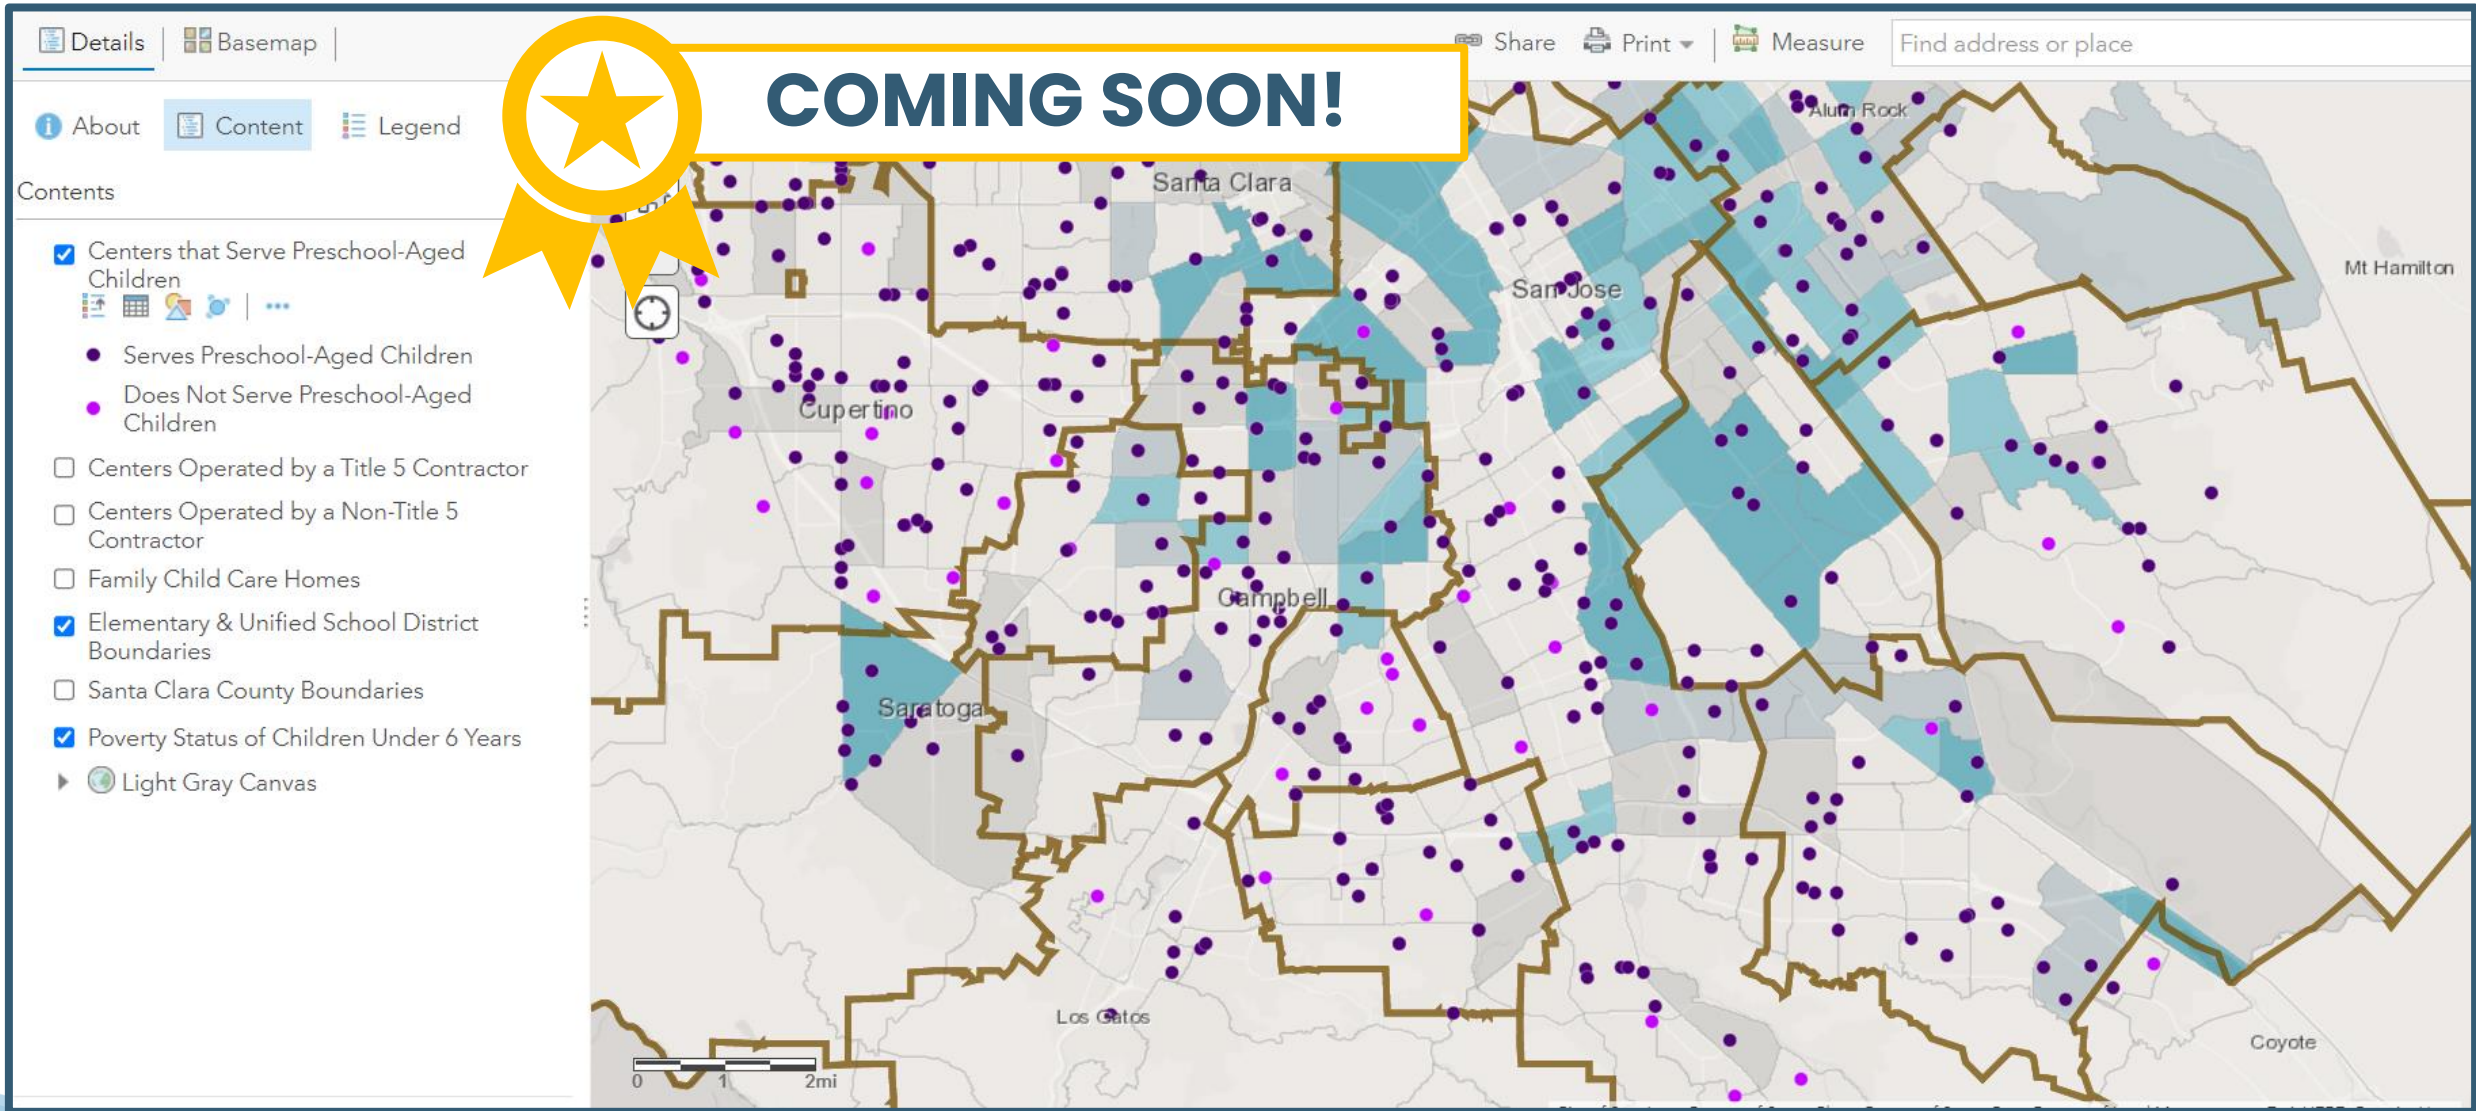 Details
Basemap
COMING SOON!
Share
Print
Measure
Find address or place
About
Content
Legend
Contents
Centers that Serve Preschool-Aged
Children
Serves Preschool-Aged Children
Does Not Serve Preschool-Aged
Children
Centers Operated by a Title 5 Contractor
Centers Operated by a Non-Title 5
Contractor
Family Child Care Homes
Elementary & Unified School District
Boundaries
Santa Clara County Boundaries
Poverty Status of Children Under 6 Years
Light Gray Canvas
Alum Rock
Santa Clara
Mt Hamilton
San Jose
Cupertino
Campbell
Saratoga
Los Gatos
Coyote
0 1 2mi